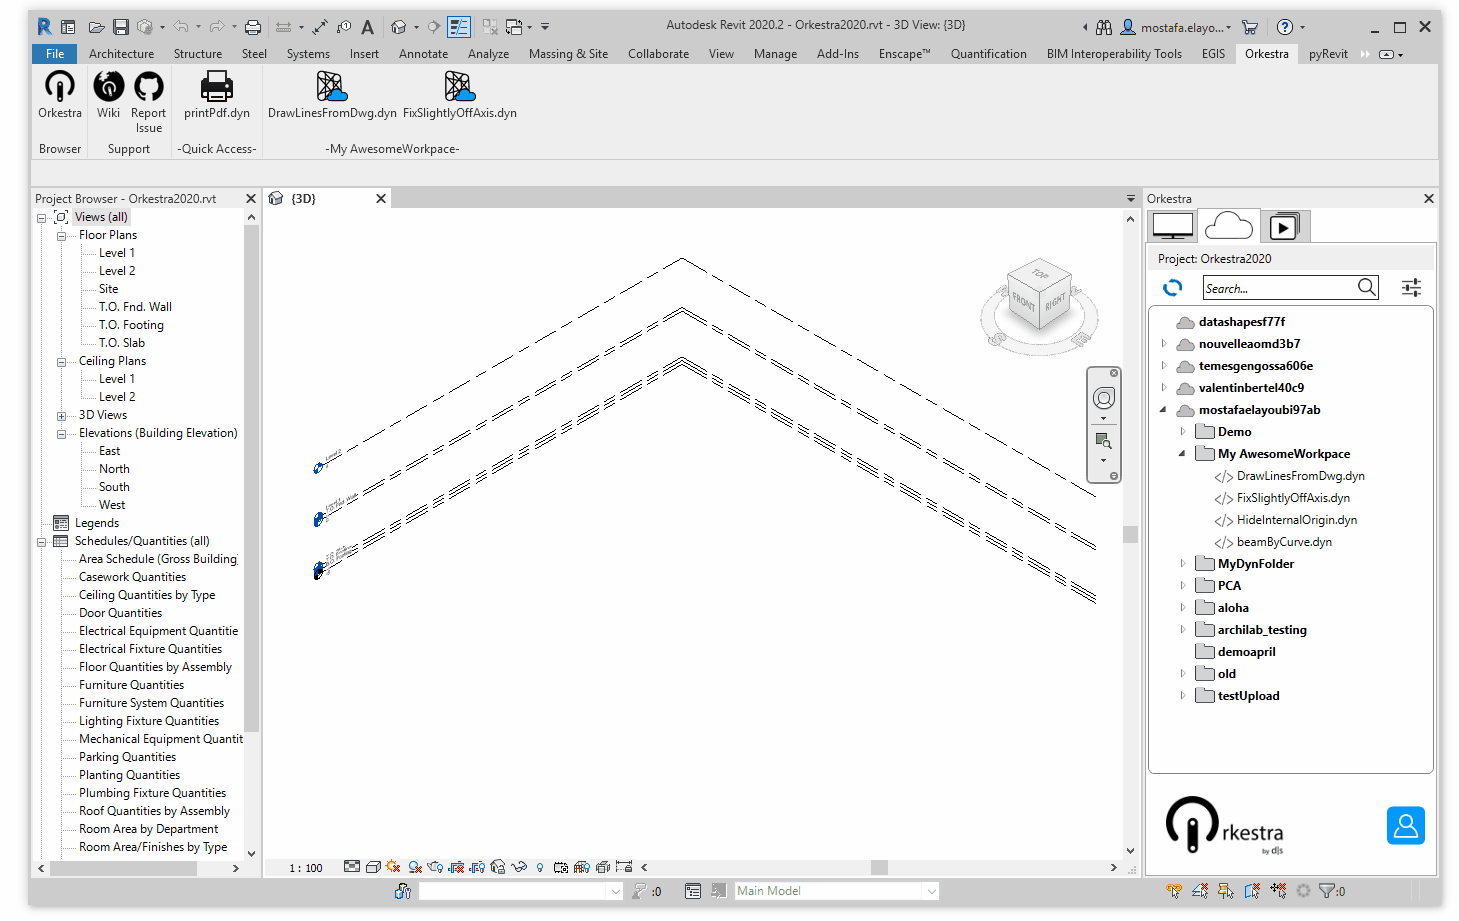 Autodesk Revit 2020.2 - Orkestra2020.rvt - 3D View: {3D}
mostafa.elayo...
File Architecture Structure Steel Systems Insert Annotate Analyze Massing & Site Collaborate View Manage Add-Ins Enscape™ Quantification BIM Interoperability Tools EGIS Orkestra pyRevit
Orkestra Wiki Report Issue printPdf.dyn DrawLinesFromDwg.dyn FixSlightlyOffAxis.dyn
Browser Support -Quick Access- -My AwesomeWorkpace-
Project Browser - Orkestra2020.rvt
Views (all)
Floor Plans
Level 1
Level 2
Site
T.O. Fnd. Wall
T.O. Footing
T.O. Slab
Ceiling Plans
Level 1
Level 2
3D Views
Elevations (Building Elevation)
East
North
South
West
Legends
Schedules/Quantities (all)
Area Schedule (Gross Building
Casework Quantities
Ceiling Quantities by Type
Door Quantities
Electrical Equipment Quantitie
Electrical Fixture Quantities
Floor Quantities by Assembly
Furniture Quantities
Furniture System Quantities
Lighting Fixture Quantities
Mechanical Equipment Quantit
Parking Quantities
Planting Quantities
Plumbing Fixture Quantities
Roof Quantities by Assembly
Room Area by Department
Room Area/Finishes by Type
{3D}
Level 2
TOP
FRONT
RIGHT
1 : 100
:0
Main Model
Orkestra
Project: Orkestra2020
Search...
datashapesf77f
nouvelleaomd3b7
temesgengossa606e
valentinbertel40c9
mostafaelayoubi97ab
Demo
My AwesomeWorkpace
DrawLinesFromDwg.dyn
FixSlightlyOffAxis.dyn
HideInternalOrigin.dyn
beamByCurve.dyn
MyDynFolder
PCA
aloha
archilab_testing
demoapril
old
testUpload
rkestra
by d|s
:0